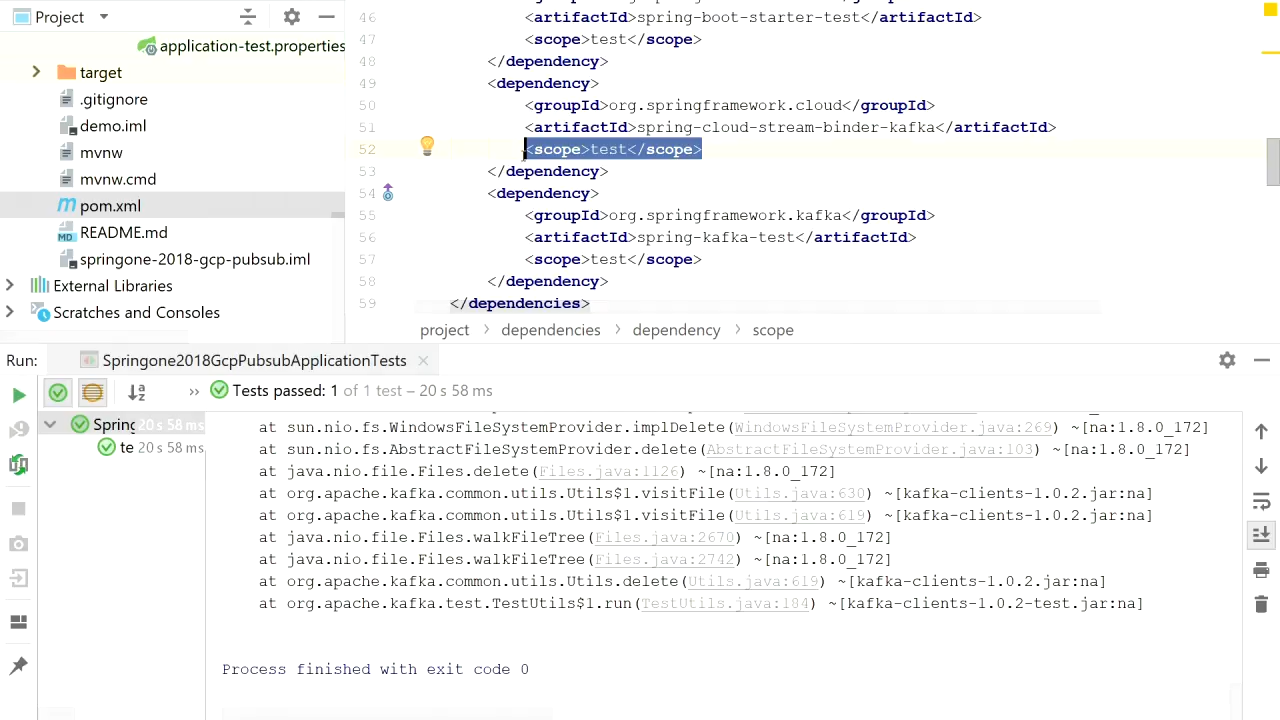 Project
application-test.properties
target
.gitignore
demo.iml
mvnw
mvnw.cmd
pom.xml
README.md
springone-2018-gcp-pubsub.iml
External Libraries
Scratches and Consoles
46 <artifactId>spring-boot-starter-test</artifactId>
47 <scope>test</scope>
48 </dependency>
49 <dependency>
50 <groupId>org.springframework.cloud</groupId>
51 <artifactId>spring-cloud-stream-binder-kafka</artifactId>
52 <scope>test</scope>
53 </dependency>
54 <dependency>
55 <groupId>org.springframework.kafka</groupId>
56 <artifactId>spring-kafka-test</artifactId>
57 <scope>test</scope>
58 </dependency>
59 </dependencies>
project > dependencies > dependency > scope
Run: Springone2018GcpPubsubApplicationTests
Tests passed: 1 of 1 test – 20 s 58 ms
Spring 20 s 58 ms
te 20 s 58 ms
at sun.nio.fs.WindowsFileSystemProvider.implDelete(WindowsFileSystemProvider.java:269) ~[na:1.8.0_172]
at sun.nio.fs.AbstractFileSystemProvider.delete(AbstractFileSystemProvider.java:103) ~[na:1.8.0_172]
at java.nio.file.Files.delete(Files.java:1126) ~[na:1.8.0_172]
at org.apache.kafka.common.utils.Utils$1.visitFile(Utils.java:630) ~[kafka-clients-1.0.2.jar:na]
at org.apache.kafka.common.utils.Utils$1.visitFile(Utils.java:619) ~[kafka-clients-1.0.2.jar:na]
at java.nio.file.Files.walkFileTree(Files.java:2670) ~[na:1.8.0_172]
at java.nio.file.Files.walkFileTree(Files.java:2742) ~[na:1.8.0_172]
at org.apache.kafka.common.utils.Utils.delete(Utils.java:619) ~[kafka-clients-1.0.2.jar:na]
at org.apache.kafka.test.TestUtils$1.run(TestUtils.java:184) ~[kafka-clients-1.0.2-test.jar:na]
Process finished with exit code 0